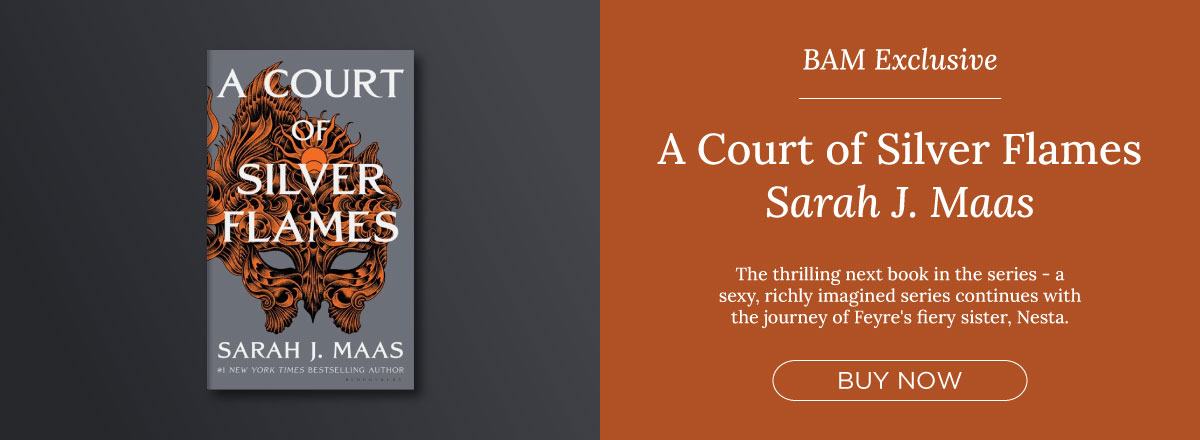 A COURT
OF
SILVER
FLAMES
SARAH J. MAAS
#1 NEW YORK TIMES BESTSELLING AUTHOR
BLOOMSBURY
BAM Exclusive
A Court of Silver Flames
Sarah J. Maas
The thrilling next book in the series - a
sexy, richly imagined series continues with
the journey of Feyre's fiery sister, Nesta.
BUY NOW